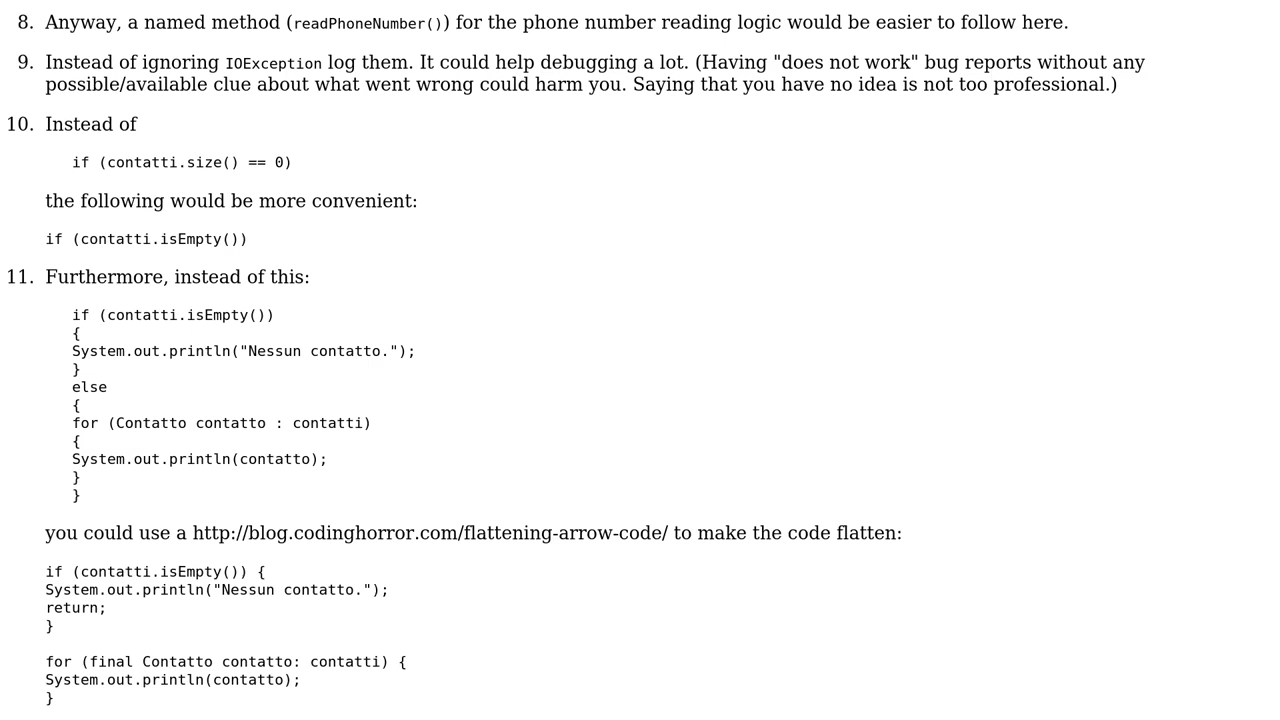 8. Anyway, a named method (readPhoneNumber()) for the phone number reading logic would be easier to follow here.
9. Instead of ignoring IOException log them. It could help debugging a lot. (Having "does not work" bug reports without any
possible/available clue about what went wrong could harm you. Saying that you have no idea is not too professional.)
10. Instead of
if (contatti.size() == 0)
the following would be more convenient:
if (contatti.isEmpty())
11. Furthermore, instead of this:
if (contatti.isEmpty())
{
System.out.println("Nessun contatto.");
}
else
{
for (Contatto contatto : contatti)
{
System.out.println(contatto);
}
}
you could use a http://blog.codinghorror.com/flattening-arrow-code/ to make the code flatten:
if (contatti.isEmpty()) {
System.out.println("Nessun contatto.");
return;
}
for (final Contatto contatto: contatti) {
System.out.println(contatto);
}